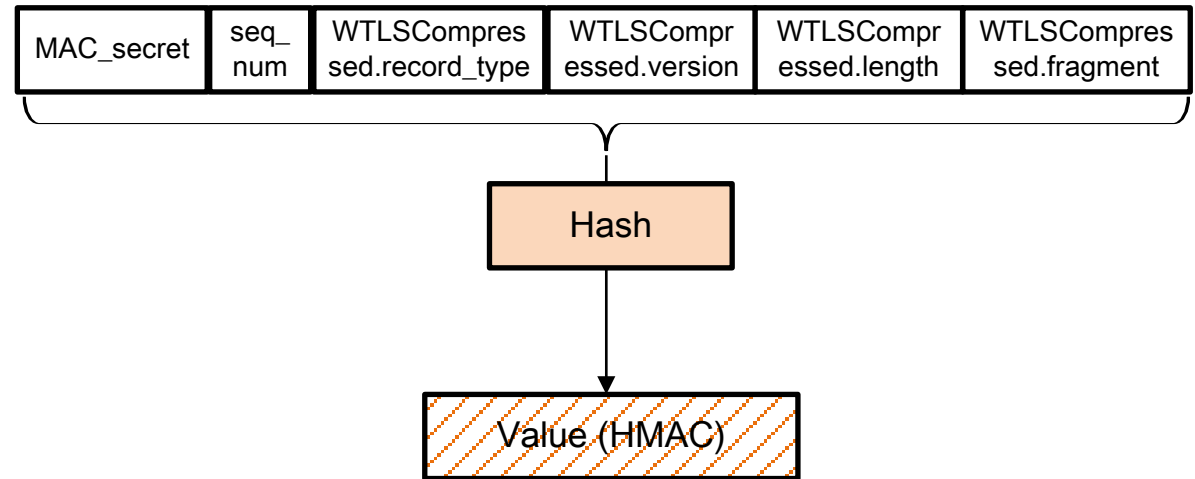 MAC_secret
seq_
num
WTLSCompres
sed.record_type
WTLSCompr
essed.version
WTLSCompr
essed.length
WTLSCompres
sed.fragment
Hash
Value (HMAC)